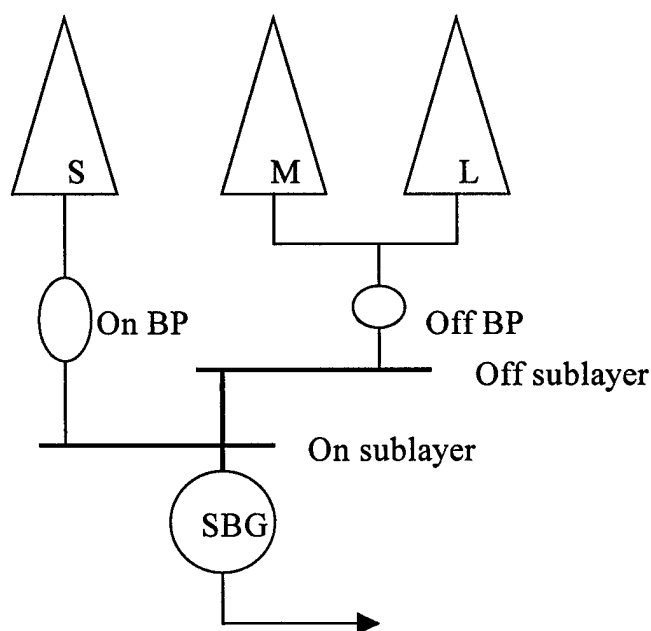 S
M
L
On BP
Off BP
Off sublayer
On sublayer
SBG